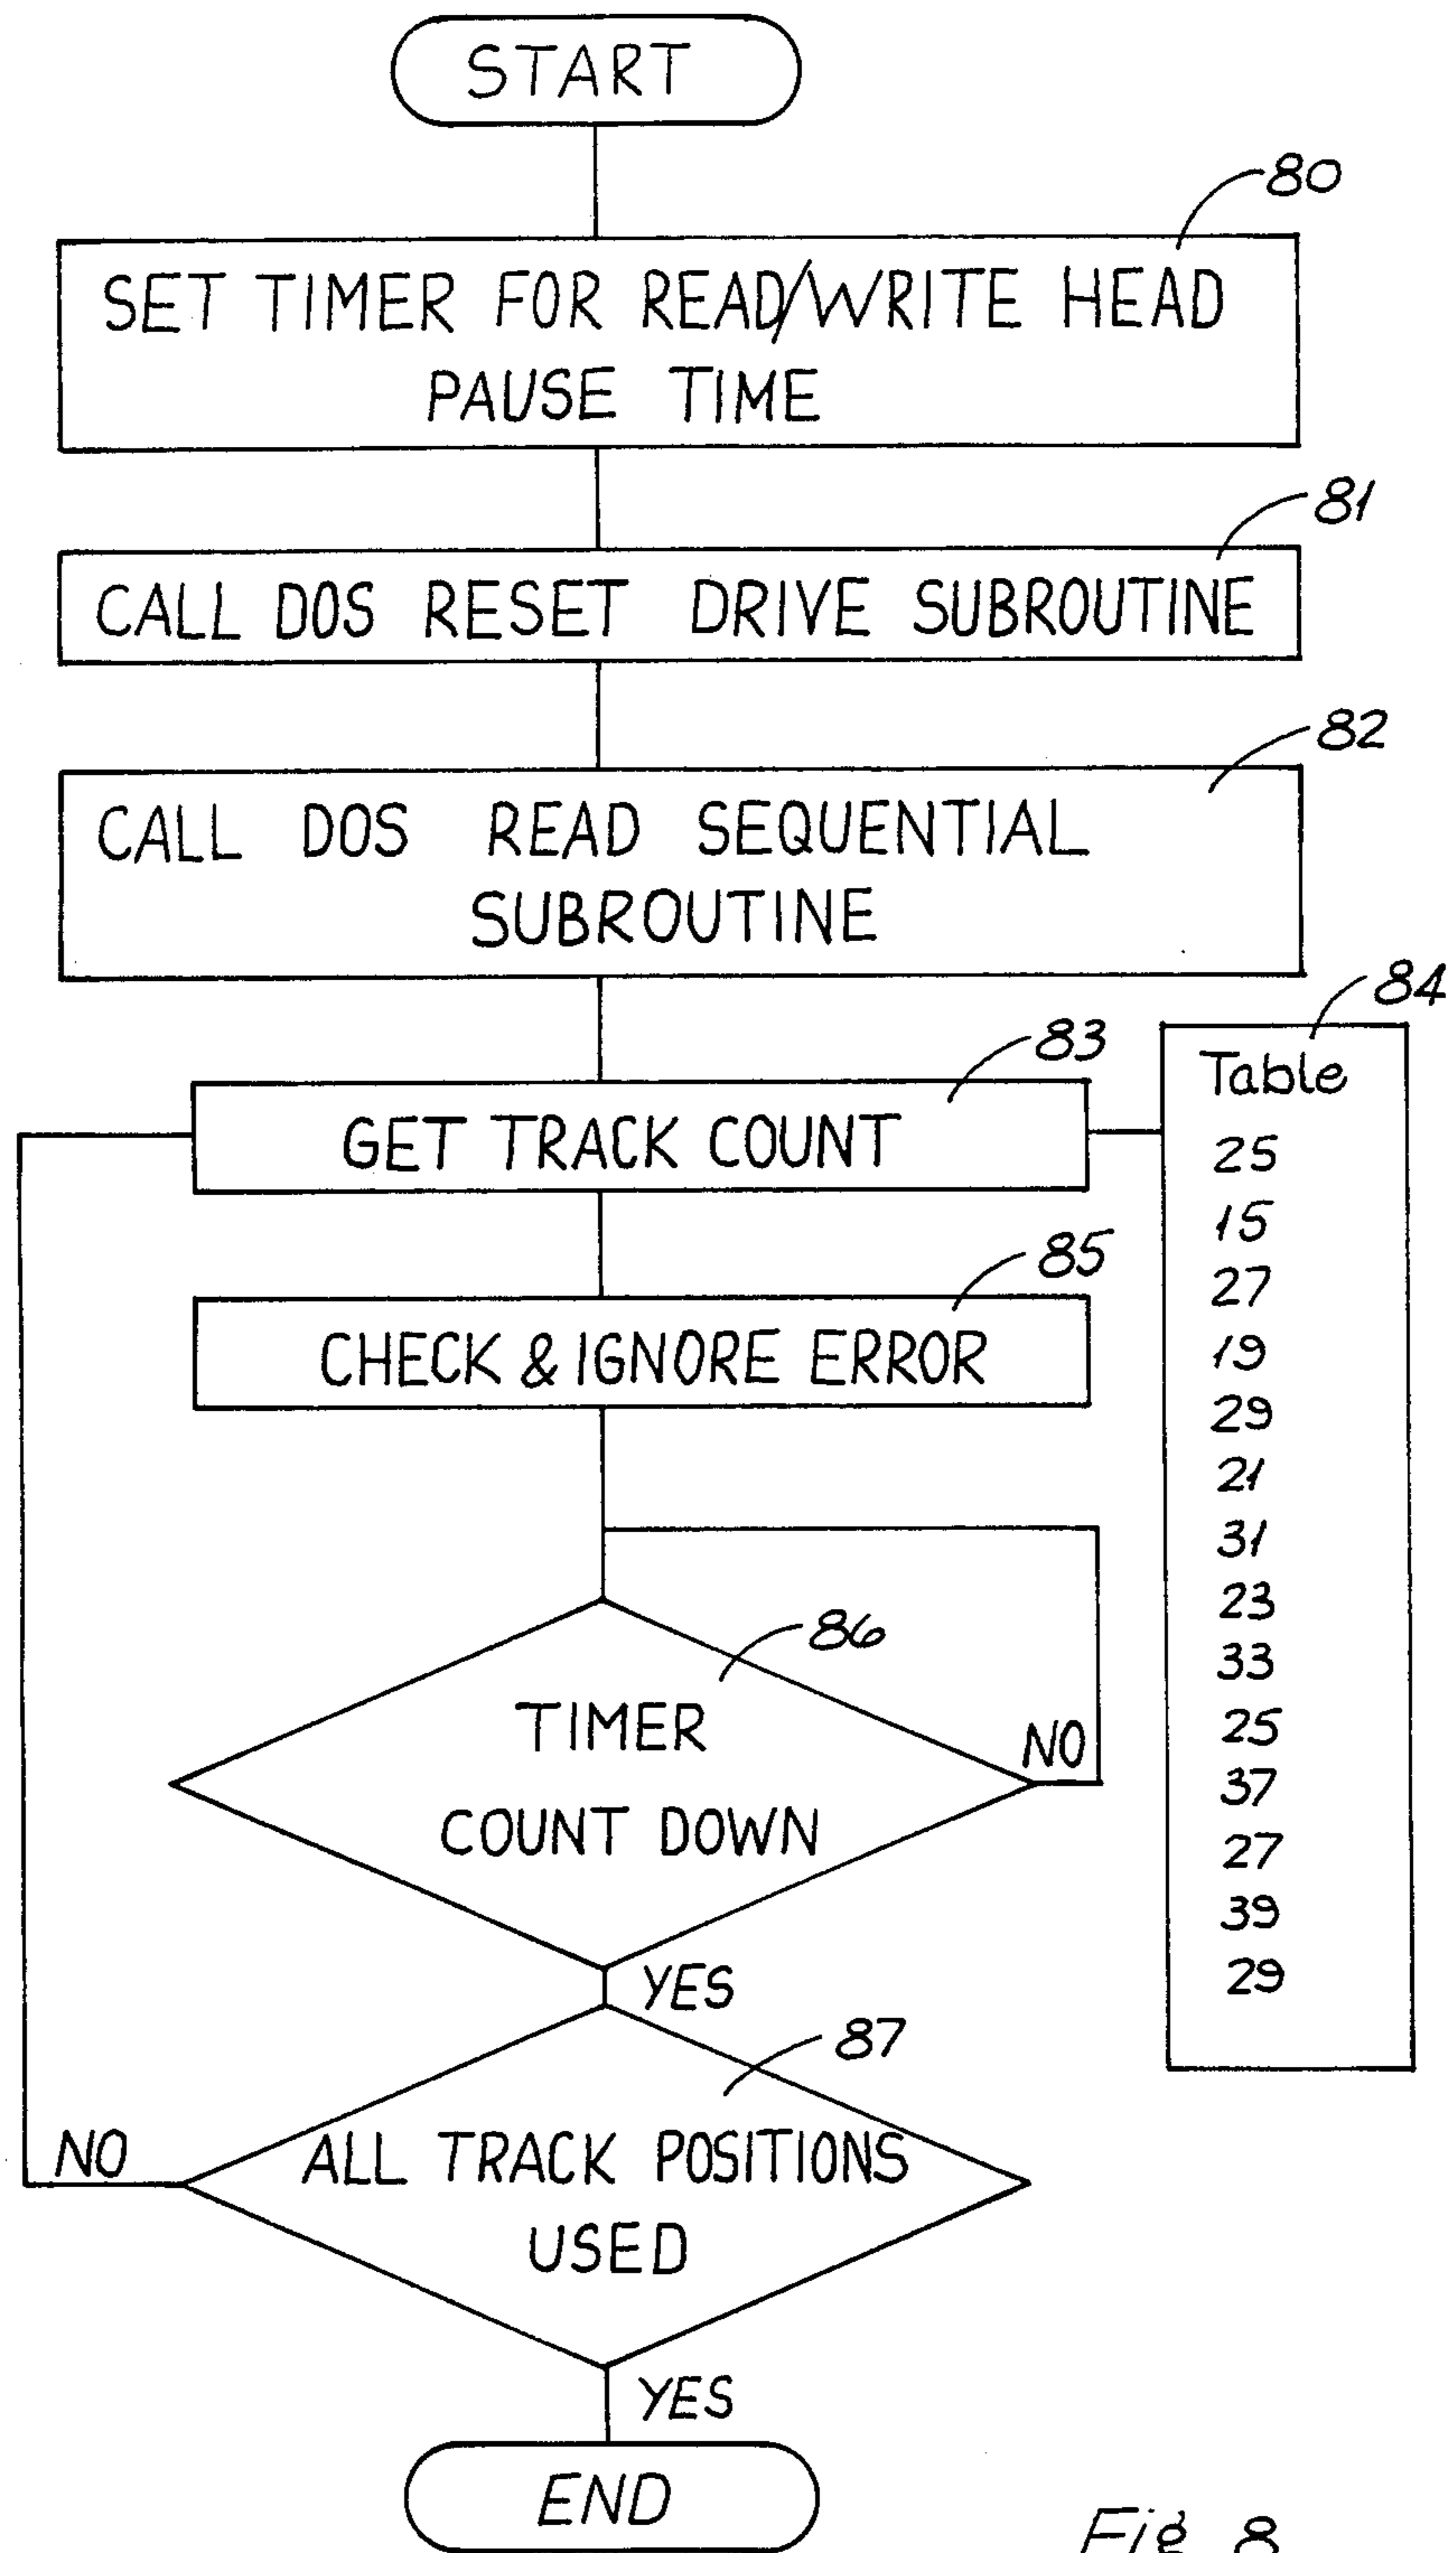 START
80
SET TIMER FOR READ/WRITE HEAD
PAUSE TIME
81
CALL DOS RESET DRIVE SUBROUTINE
82
CALL DOS READ SEQUENTIAL
SUBROUTINE
84
83
GET TRACK COUNT
Table
25
15
27
19
29
21
31
23
33
25
37
27
39
29
85
CHECK & IGNORE ERROR
86
TIMER
COUNT DOWN
NO
YES
87
NO
ALL TRACK POSITIONS
USED
YES
END
Fig. 8